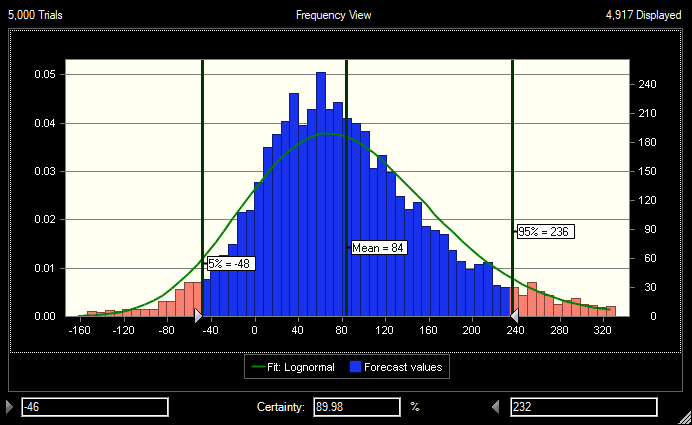 5,000 Trials Frequency View 4,917 Displayed
0.05 240
210
0.04 180
0.03 150
120
0.02 90
95% = 236
Mean = 84
5% = -48
60
0.01 30
0.00 0
-160 -120 -80 -40 0 40 80 120 160 200 240 280 320
Fit: Lognormal Forecast values
-46 Certainty: 89.98 % 232